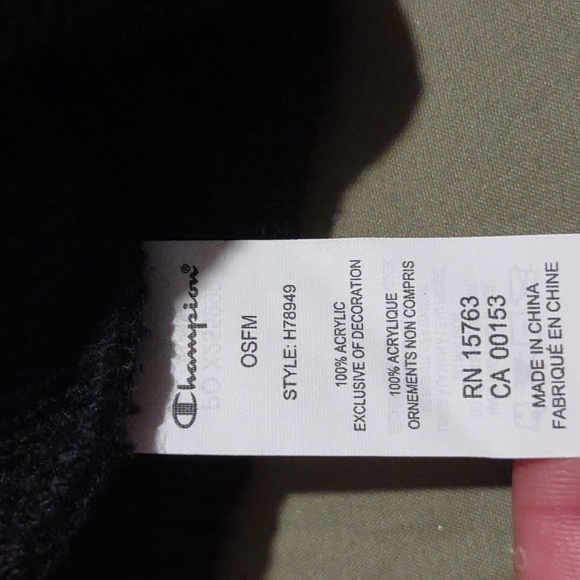 Champion®
OSFM
STYLE: H78949
100% ACRYLIC
EXCLUSIVE OF DECORATION
100% ACRYLIQUE
ORNEMENTS NON COMPRIS
RN 15763
CA 00153
MADE IN CHINA
FABRIQUÉ EN CHINE